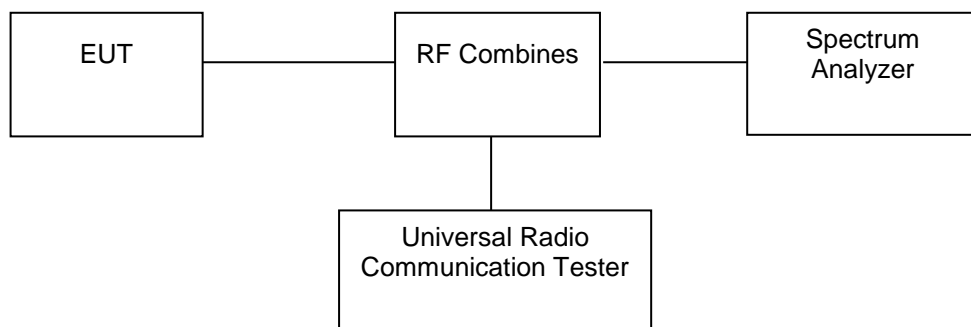 EUT
RF Combines
Spectrum
Analyzer
Universal Radio
Communication Tester